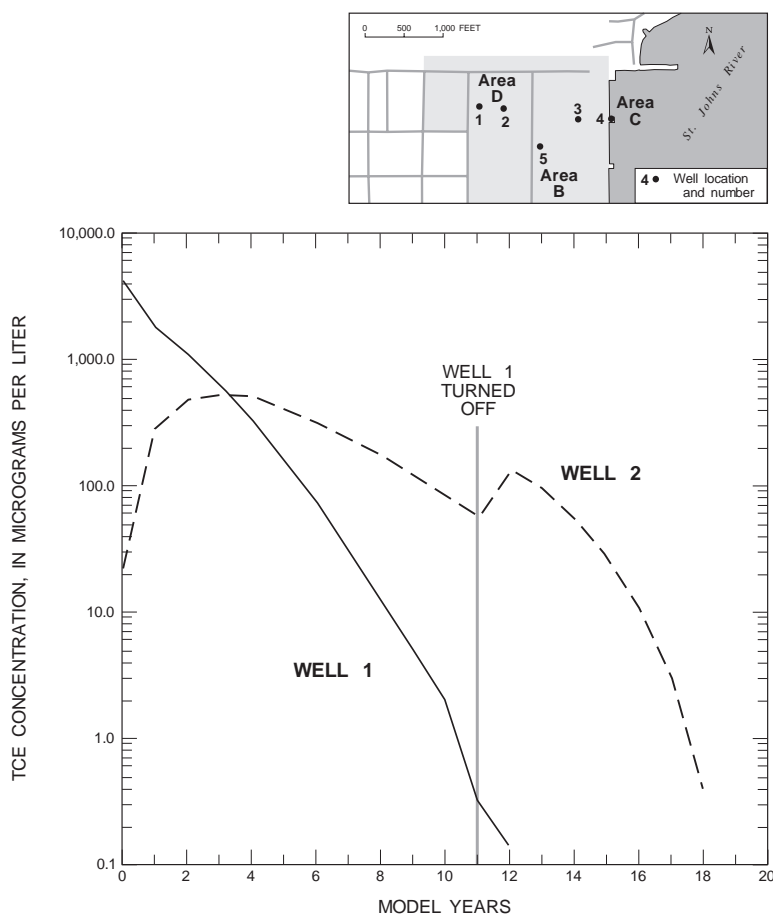 0 500 1,000 FEET
N
St. Johns River
Area
D
1
2
3
4
Area
C
5
Area
B
4 Well location
and number
10,000.0
1,000.0
100.0
10.0
1.0
0.1
TCE CONCENTRATION, IN MICROGRAMS PER LITER
WELL 1
TURNED
OFF
WELL 2
WELL 1
0 2 4 6 8 10 12 14 16 18 20
MODEL YEARS